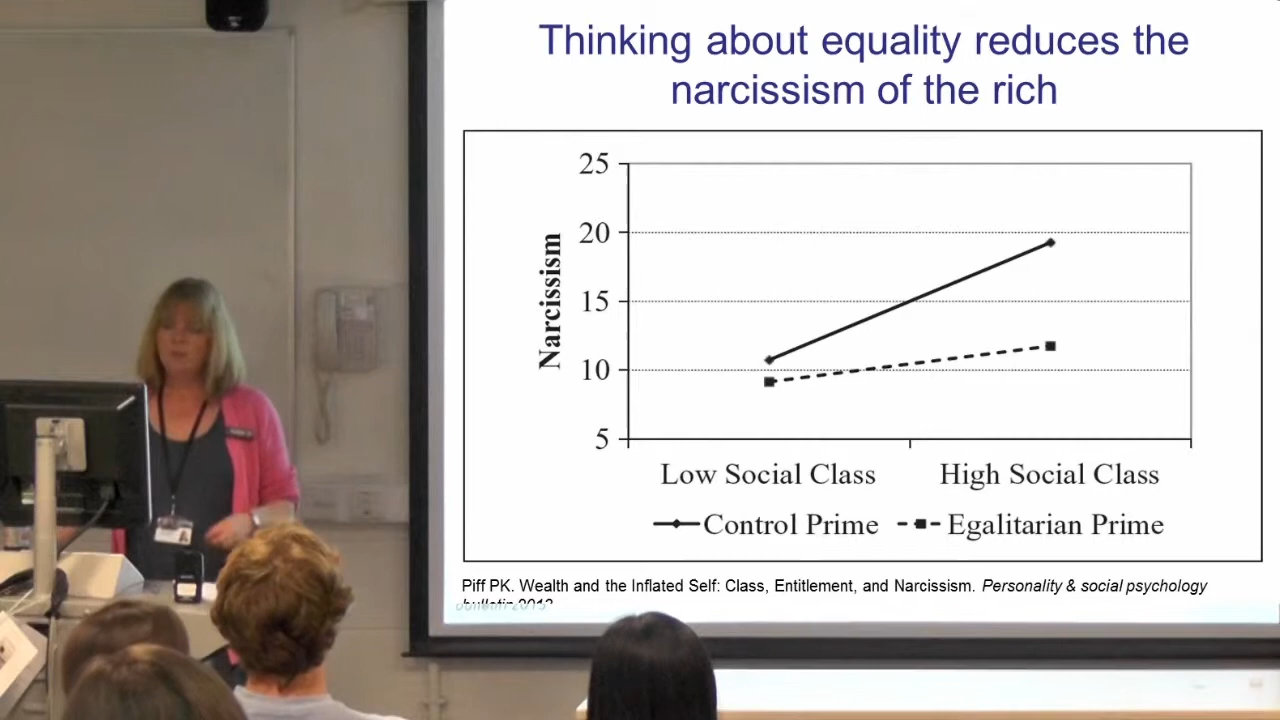 Thinking about equality reduces the
narcissism of the rich
25
20
15
10
5
Narcissism
Low Social Class
High Social Class
Control Prime
Egalitarian Prime
Piff PK. Wealth and the Inflated Self: Class, Entitlement, and Narcissism. Personality & social psychology
bulletin 2013